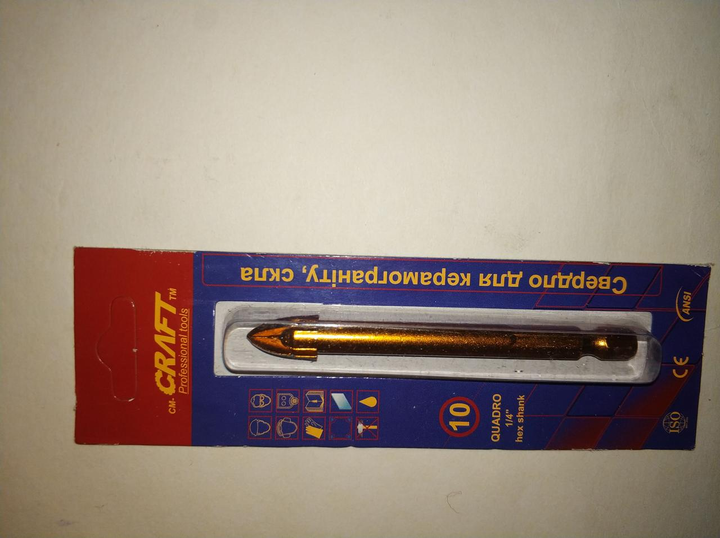 CM-CRAFT™
Professional tools
Свердло для керамограніту, скла
10
QUADRO
1/4"
hex shank
ANSI
CE
ISO